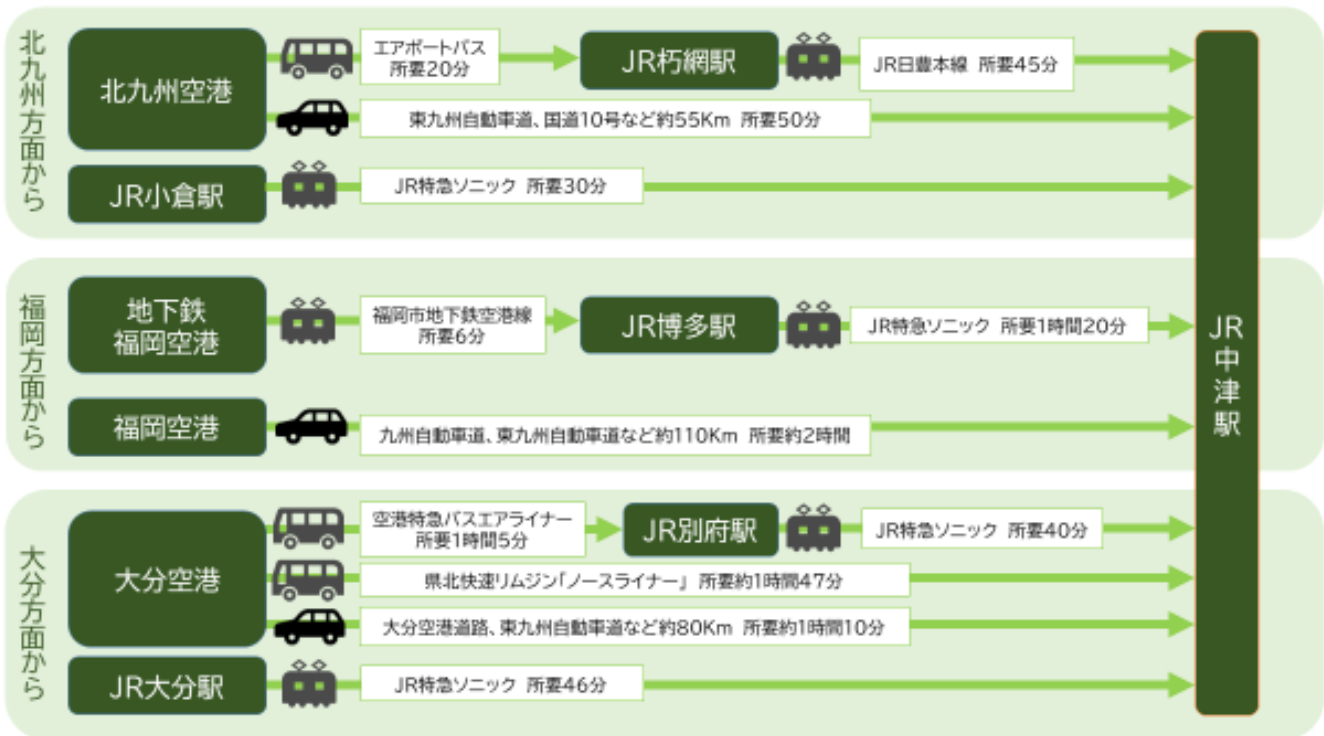 北九州方面から
北九州空港
エアポートバス
所要20分
JR朽網駅
JR日豊本線 所要45分
東九州自動車道、国道10号など約55Km 所要50分
JR小倉駅
JR特急ソニック 所要30分
福岡方面から
地下鉄
福岡空港
福岡市地下鉄空港線
所要6分
JR博多駅
JR特急ソニック 所要1時間20分
福岡空港
九州自動車道、東九州自動車道など約110Km 所要約2時間
大分方面から
大分空港
空港特急バスエアライナー
所要1時間5分
JR別府駅
JR特急ソニック 所要40分
県北快速リムジン「ノースライナー」 所要約1時間47分
大分空港道路、東九州自動車道など約80Km 所要約1時間10分
JR大分駅
JR特急ソニック 所要46分
JR中津駅